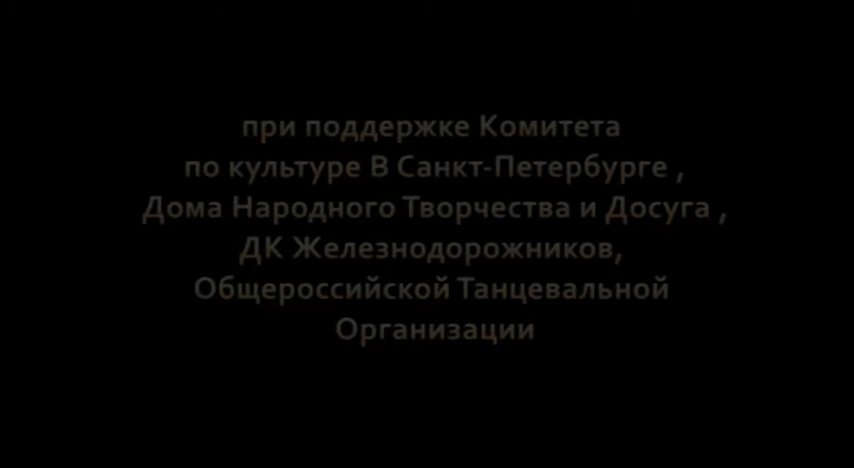 при поддержке Комитета
по культуре В Санкт-Петербурге ,
Дома Народного Творчества и Досуга ,
ДК Железнодорожников,
Общероссийской Танцевальной
Организации